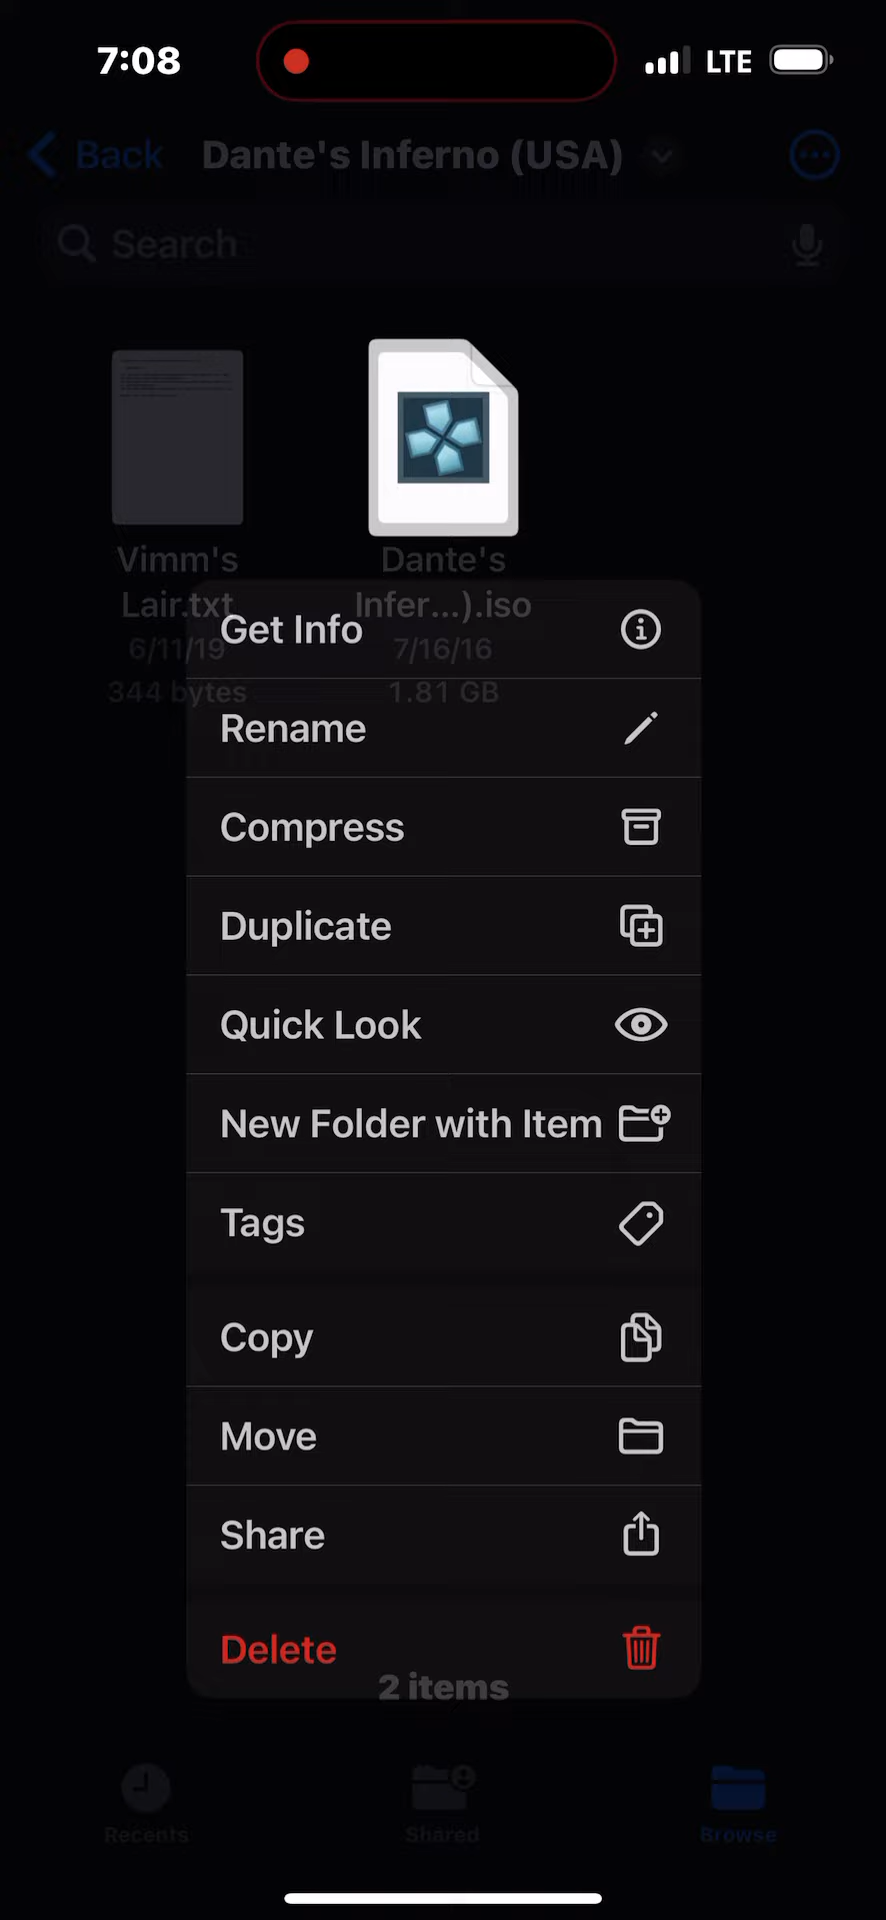 7:08
LTE
Back
Dante's Inferno (USA)
Search
Vimm's
Lair.txt
6/11/19
344 bytes
Dante's
Infer...).iso
7/16/16
1.81 GB
Get Info
Rename
Compress
Duplicate
Quick Look
New Folder with Item
Tags
Copy
Move
Share
Delete
2 items
Recents
Shared
Browse